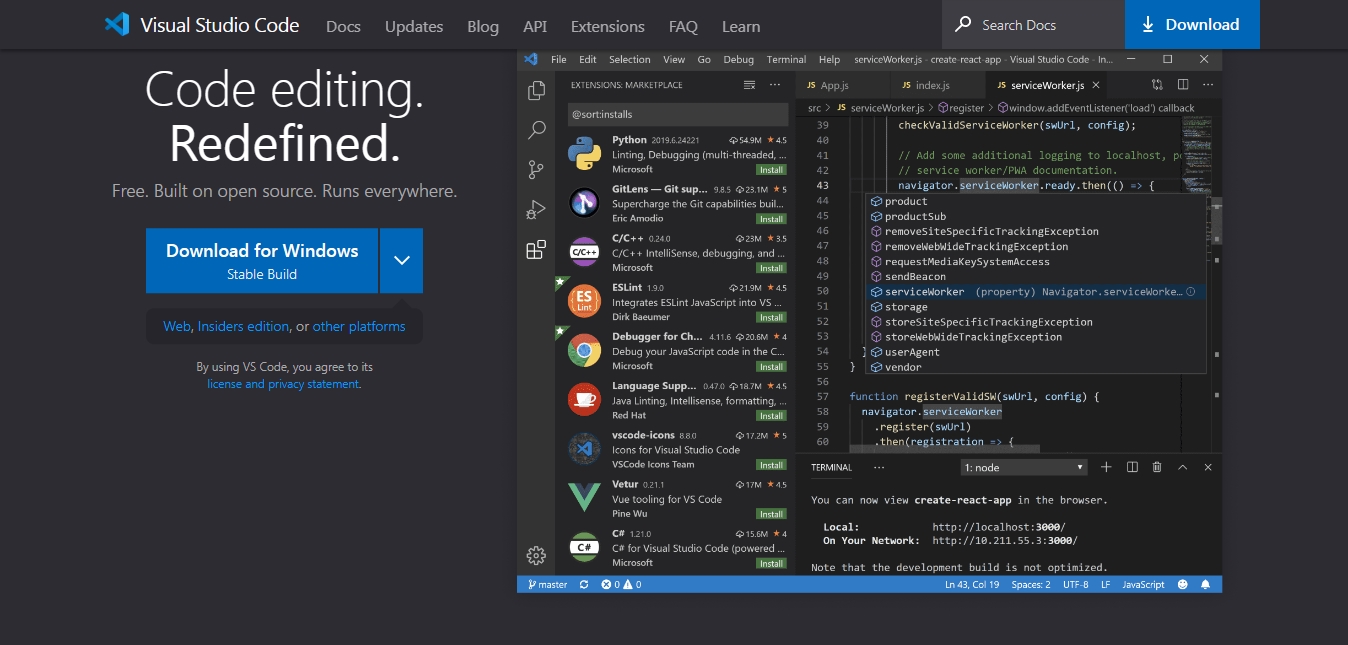 Visual Studio Code Docs Updates Blog API Extensions FAQ Learn Search Docs Download
Code editing.
Redefined.
Free. Built on open source. Runs everywhere.
Download for Windows
Stable Build
Web, Insiders edition, or other platforms
By using VS Code, you agree to its
license and privacy statement.
File Edit Selection View Go Debug Terminal Help serviceWorker.js - create-react-app - Visual Studio Code - In...
EXTENSIONS: MARKETPLACE
@sort:installs
Python 2019.6.24221 54.9M ★ 4.5
Linting, Debugging (multi-threaded, ...
Microsoft Install
GitLens — Git sup... 9.8.5 23.1M ★ 5
Supercharge the Git capabilities buil...
Eric Amodio Install
C/C++ 0.24.0 23M ★ 3.5
C/C++ IntelliSense, debugging, and ...
Microsoft Install
C/C++
ESLint 1.9.0 21.9M ★ 4.5
Integrates ESLint JavaScript into VS ...
Dirk Baeumer Install
ES
Lint
Debugger for Ch... 4.11.6 20.6M ★ 4
Debug your JavaScript code in the C...
Microsoft Install
Language Supp... 0.47.0 18.7M ★ 4.5
Java Linting, Intellisense, formatting, ...
Red Hat Install
vscode-icons 8.8.0 17.2M ★ 5
Icons for Visual Studio Code
VSCode Icons Team Install
Vetur 0.21.1 17M ★ 4.5
Vue tooling for VS Code
Pine Wu Install
C# 1.21.0 15.6M ★ 4
C# for Visual Studio Code (powered ...
Microsoft Install
C#
JS App.js JS index.js JS serviceWorker.js
src > JS serviceWorker.js > register > window.addEventListener('load') callback
39 checkValidServiceWorker(swUrl, config);
40
41 // Add some additional logging to localhost, p
42 // service worker/PWA documentation.
43 navigator.serviceWorker.ready.then(() => {
44 product
45 productSub
46 removeSiteSpecificTrackingException
47 removeWebWideTrackingException
48 requestMediaKeySystemAccess
49 sendBeacon
50 serviceWorker (property) Navigator.serviceWorke...
51 storage
52 storeSiteSpecificTrackingException
53 storeWebWideTrackingException
54 } userAgent
55 } vendor
56
57 function registerValidSW(swUrl, config) {
58 navigator.serviceWorker
59 .register(swUrl)
60 .then(registration => {
TERMINAL ... 1: node
You can now view create-react-app in the browser.
Local: http://localhost:3000/
On Your Network: http://10.211.55.3:3000/
Note that the development build is not optimized.
master 0 0 Ln 43, Col 19 Spaces: 2 UTF-8 LF JavaScript